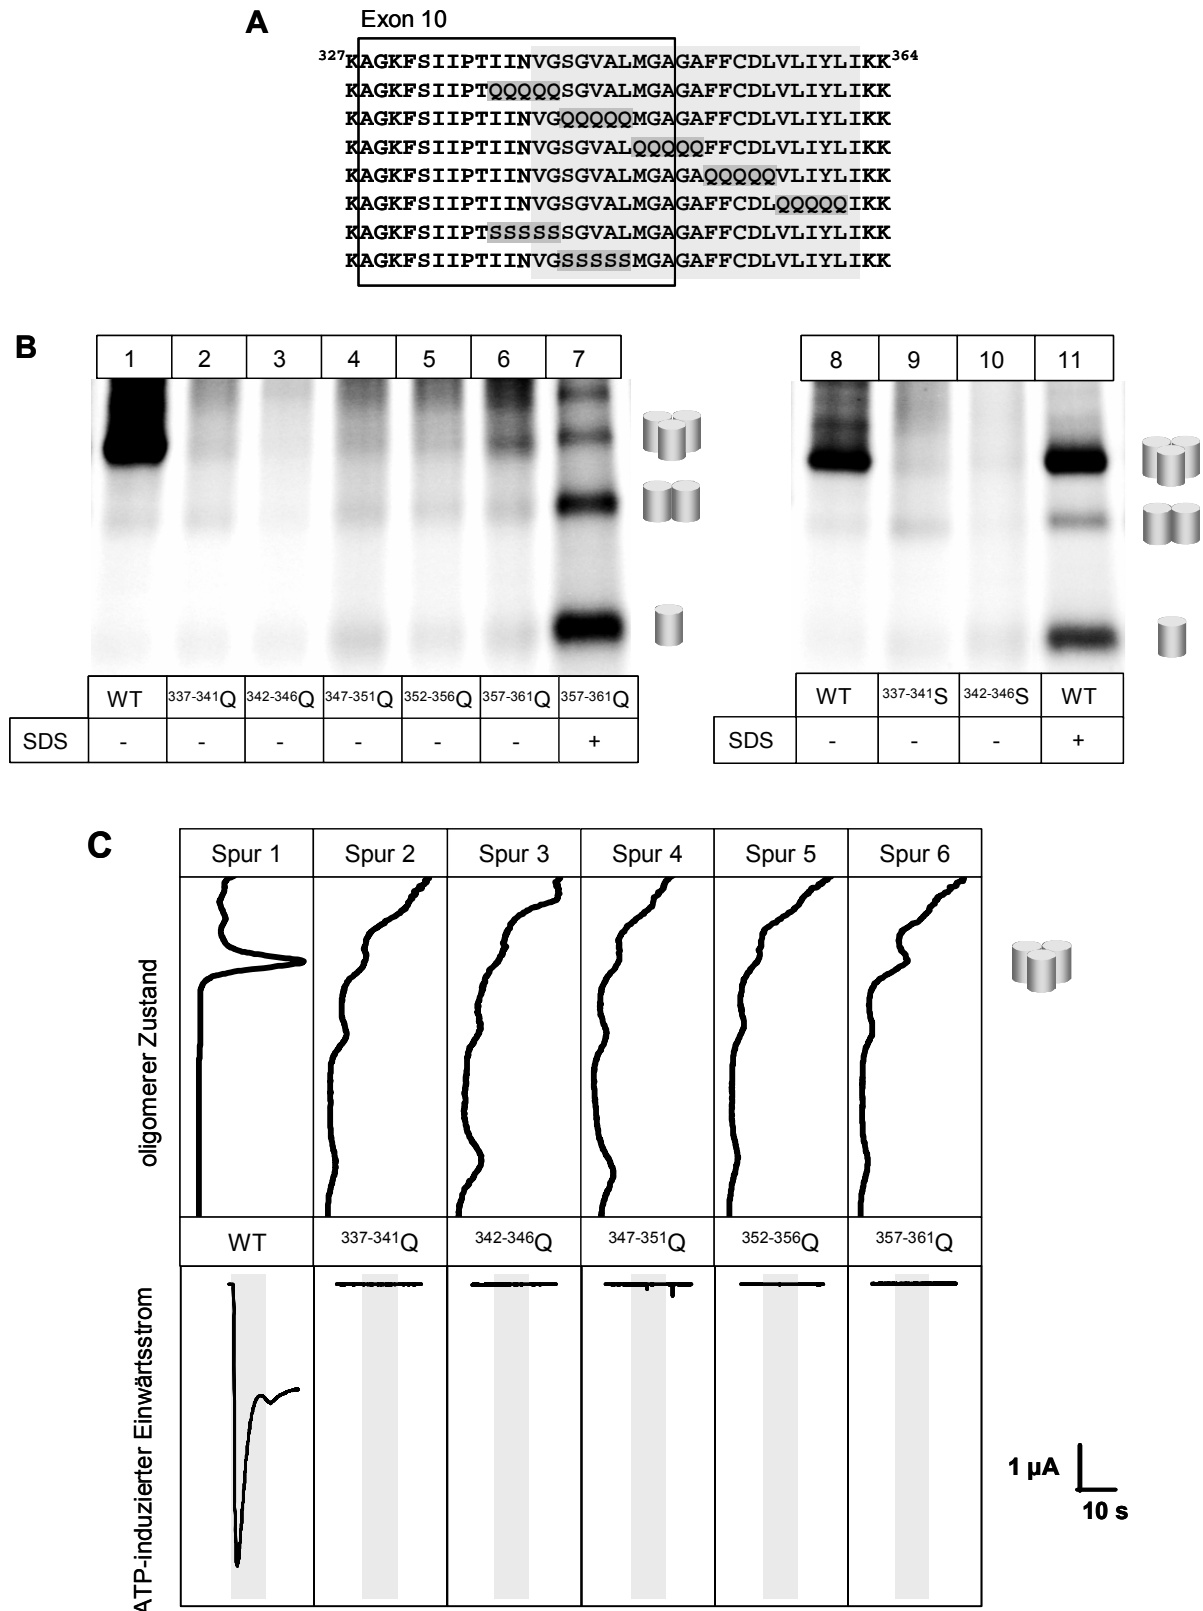 A
Exon 10
327KAGKFSIIPTIINVGSGVALMGAGAFFCDLVLIYLIKK364
KAGKFSIIPTQQQQQSGVALMGAGAFFCDLVLIYLIKK
KAGKFSIIPTIINVGQQQQQMGAGAFFCDLVLIYLIKK
KAGKFSIIPTIINVGSGVALQQQQQFFCDLVLIYLIKK
KAGKFSIIPTIINVGSGVALMGAGAQQQQQVLIYLIKK
KAGKFSIIPTIINVGSGVALMGAGAFFCDLQQQQQIKK
KAGKFSIIPTSSSSSSGVALMGAGAFFCDLVLIYLIKK
KAGKFSIIPTIINVGSSSSSMGAGAFFCDLVLIYLIKK
B
1 2 3 4 5 6 7
WT 337-341Q 342-346Q 347-351Q 352-356Q 357-361Q 357-361Q
SDS - - - - - - +
8 9 10 11
WT 337-341S 342-346S WT
SDS - - - +
C
Spur 1 Spur 2 Spur 3 Spur 4 Spur 5 Spur 6
oligomerer Zustand
WT 337-341Q 342-346Q 347-351Q 352-356Q 357-361Q
ATP-induzierter Einwärtsstrom
1 µA
10 s